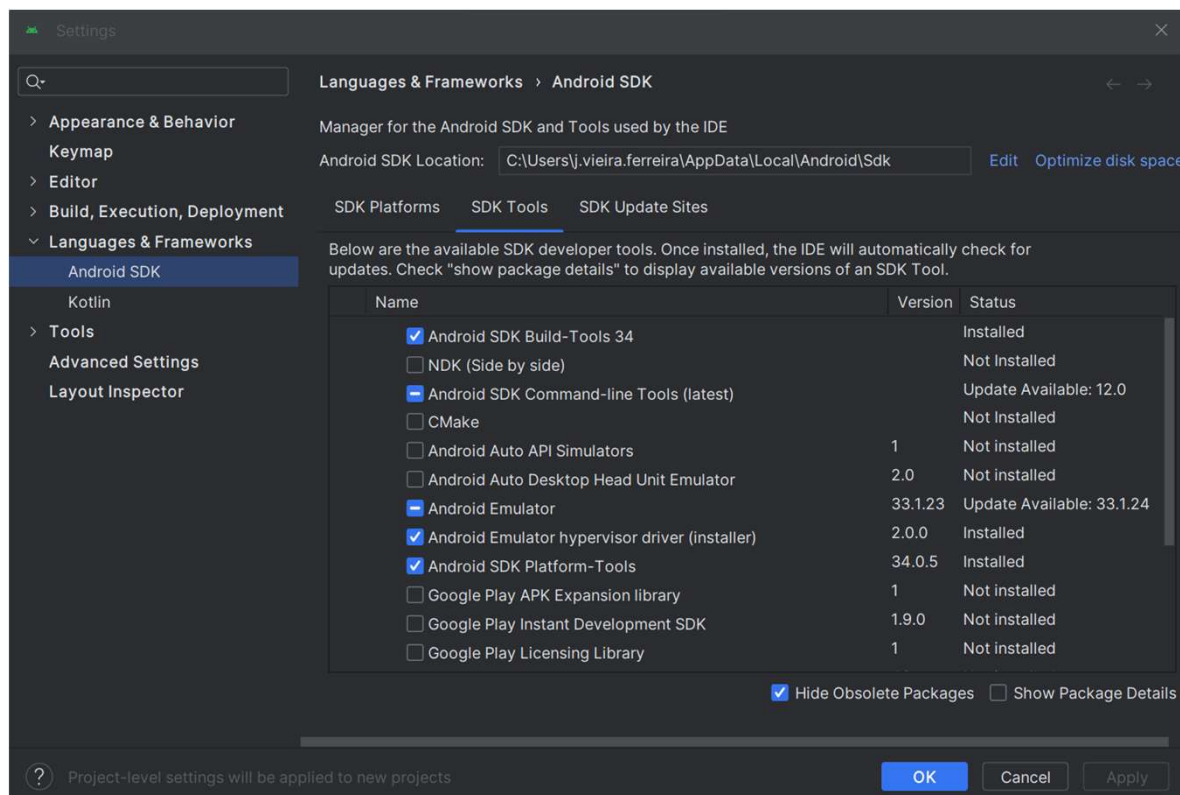 Settings
Languages & Frameworks › Android SDK
Appearance & Behavior
Keymap
Editor
Build, Execution, Deployment
Languages & Frameworks
Android SDK
Kotlin
Tools
Advanced Settings
Layout Inspector
Manager for the Android SDK and Tools used by the IDE
Android SDK Location: C:\Users\j.vieira.ferreira\AppData\Local\Android\Sdk Edit Optimize disk space
SDK Platforms SDK Tools SDK Update Sites
Below are the available SDK developer tools. Once installed, the IDE will automatically check for
updates. Check "show package details" to display available versions of an SDK Tool.
Name Version Status
Android SDK Build-Tools 34 Installed
NDK (Side by side) Not Installed
Android SDK Command-line Tools (latest) Update Available: 12.0
CMake Not Installed
Android Auto API Simulators 1 Not installed
Android Auto Desktop Head Unit Emulator 2.0 Not installed
Android Emulator 33.1.23 Update Available: 33.1.24
Android Emulator hypervisor driver (installer) 2.0.0 Installed
Android SDK Platform-Tools 34.0.5 Installed
Google Play APK Expansion library 1 Not installed
Google Play Instant Development SDK 1.9.0 Not installed
Google Play Licensing Library 1 Not installed
Hide Obsolete Packages Show Package Details
? Project-level settings will be applied to new projects
OK Cancel Apply